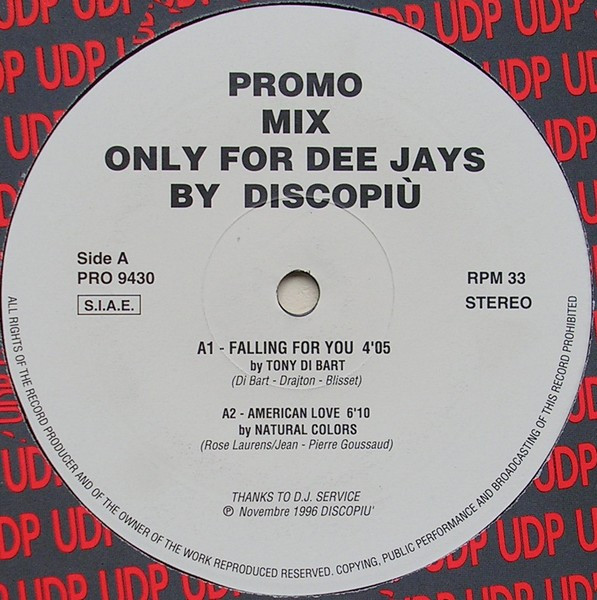 PROMO
MIX
ONLY FOR DEE JAYS
BY DISCOPIÙ
Side A
PRO 9430
S.I.A.E.
RPM 33
STEREO
A1 - FALLING FOR YOU 4'05
by TONY DI BART
(Di Bart - Drajton - Blisset)
A2 - AMERICAN LOVE 6'10
by NATURAL COLORS
(Rose Laurens/Jean - Pierre Goussaud)
THANKS TO D.J. SERVICE
℗ Novembre 1996 DISCOPIU'
ALL RIGHTS OF THE RECORD PRODUCER AND OF THE OWNER OF THE WORK REPRODUCED RESERVED. COPYING, PUBLIC PERFORMANCE AND BROADCASTING OF THIS RECORD PROHIBITED
UDP UDP UDP UDP